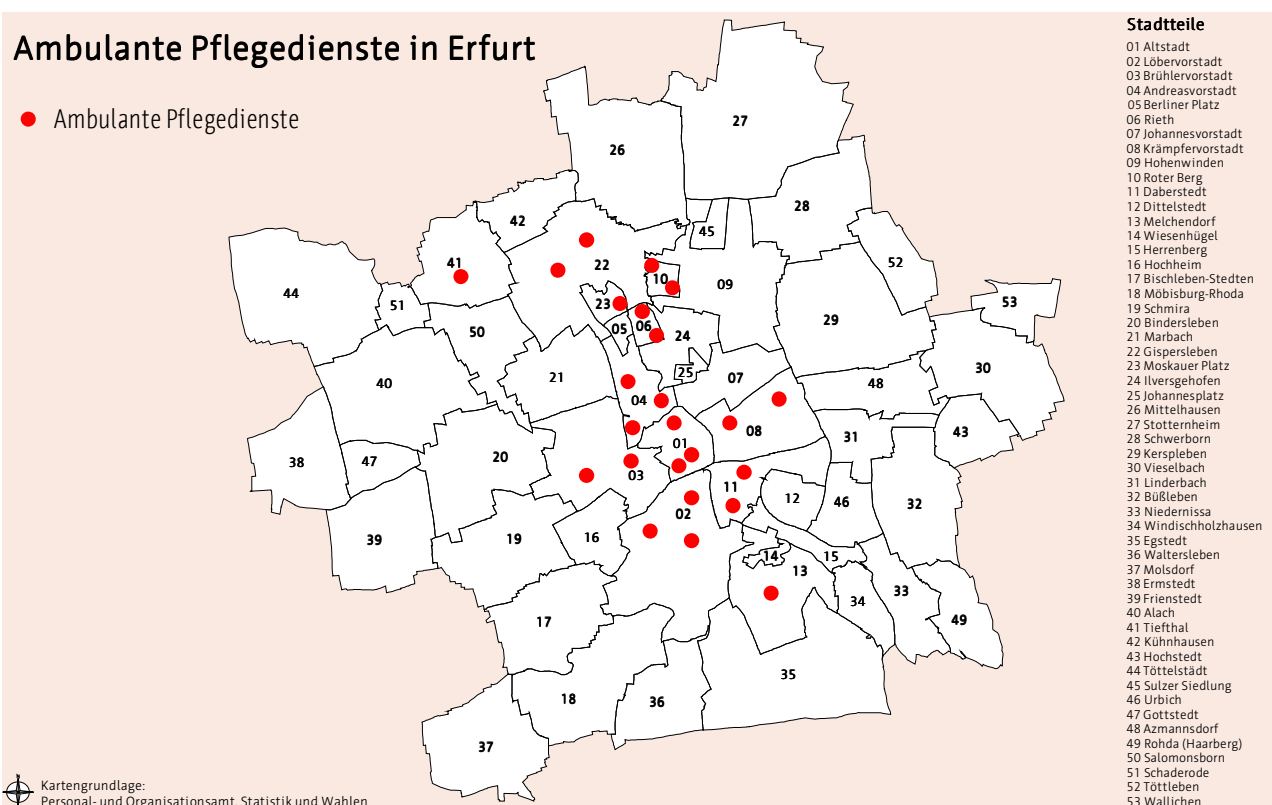 Ambulante Pflegedienste in Erfurt
Ambulante Pflegedienste
Stadtteile
01 Altstadt
02 Löbervorstadt
03 Brühlervorstadt
04 Andreasvorstadt
05 Berliner Platz
06 Rieth
07 Johannesvorstadt
08 Krämpfervorstadt
09 Hohenwinden
10 Roter Berg
11 Daberstedt
12 Dittelstedt
13 Melchendorf
14 Wiesenhügel
15 Herrenberg
16 Hochheim
17 Bischleben-Stedten
18 Möbisburg-Rhoda
19 Schmira
20 Bindersleben
21 Marbach
22 Gispersleben
23 Moskauer Platz
24 Ilversgehofen
25 Johannesplatz
26 Mittelhausen
27 Stotternheim
28 Schwerborn
29 Kerspleben
30 Vieselbach
31 Linderbach
32 Büßleben
33 Niedernissa
34 Windischholzhausen
35 Egstedt
36 Waltersleben
37 Molsdorf
38 Ermstedt
39 Frienstedt
40 Alach
41 Tiefthal
42 Kühnhausen
43 Hochstedt
44 Töttelstädt
45 Sulzer Siedlung
46 Urbich
47 Gottstedt
48 Azmannsdorf
49 Rohda (Haarberg)
50 Salomonsborn
51 Schaderode
52 Töttleben
53 Wallichen
27
26
28
42
45
41
22
52
44
10
09
51
23
53
05
06
29
50
24
30
25
21
07
40
48
04
08
43
01
31
20
38
47
03
11
12
46
32
02
39
19
16
14
15
13
33
34
17
49
35
18
36
37
Kartengrundlage:
Personal- und Organisationsamt, Statistik und Wahlen